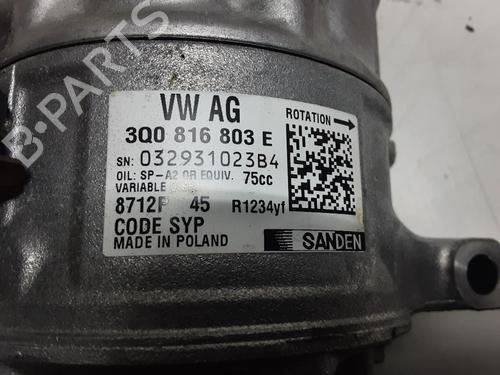 VW AG
ROTATION →
3Q0 816 803 E
SN: 032931023B4
OIL: SP-A2 OR EQUIV. 75cc
VARIABLE
8712P 45 R1234yf
CODE SYP
MADE IN POLAND
SANDEN